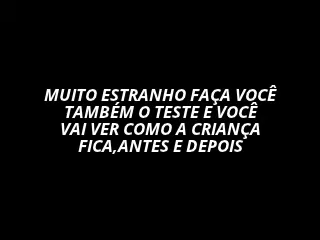 MUITO ESTRANHO FAÇA VOCÊ
TAMBÉM O TESTE E VOCÊ
VAI VER COMO A CRIANÇA
FICA,ANTES E DEPOIS